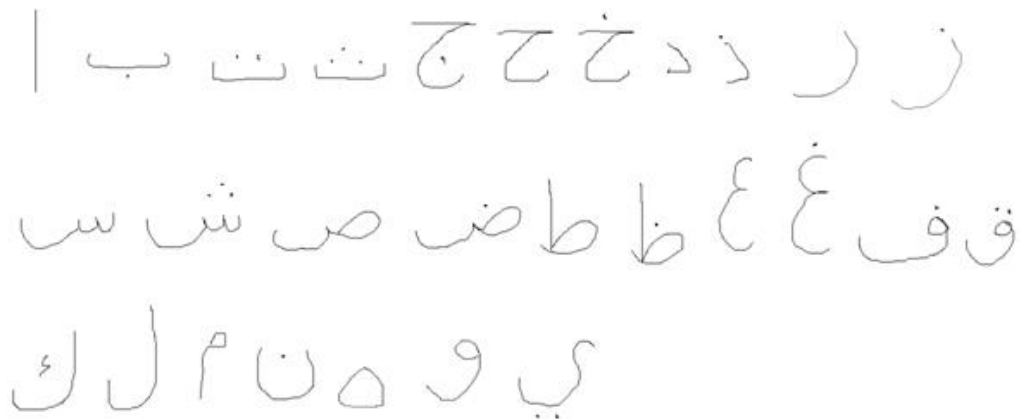 ا ب ت ث ج ح خ د ذ ر ز
س ش ص ض ط ظ ع غ ف ق
ك ل م ن ه و ي